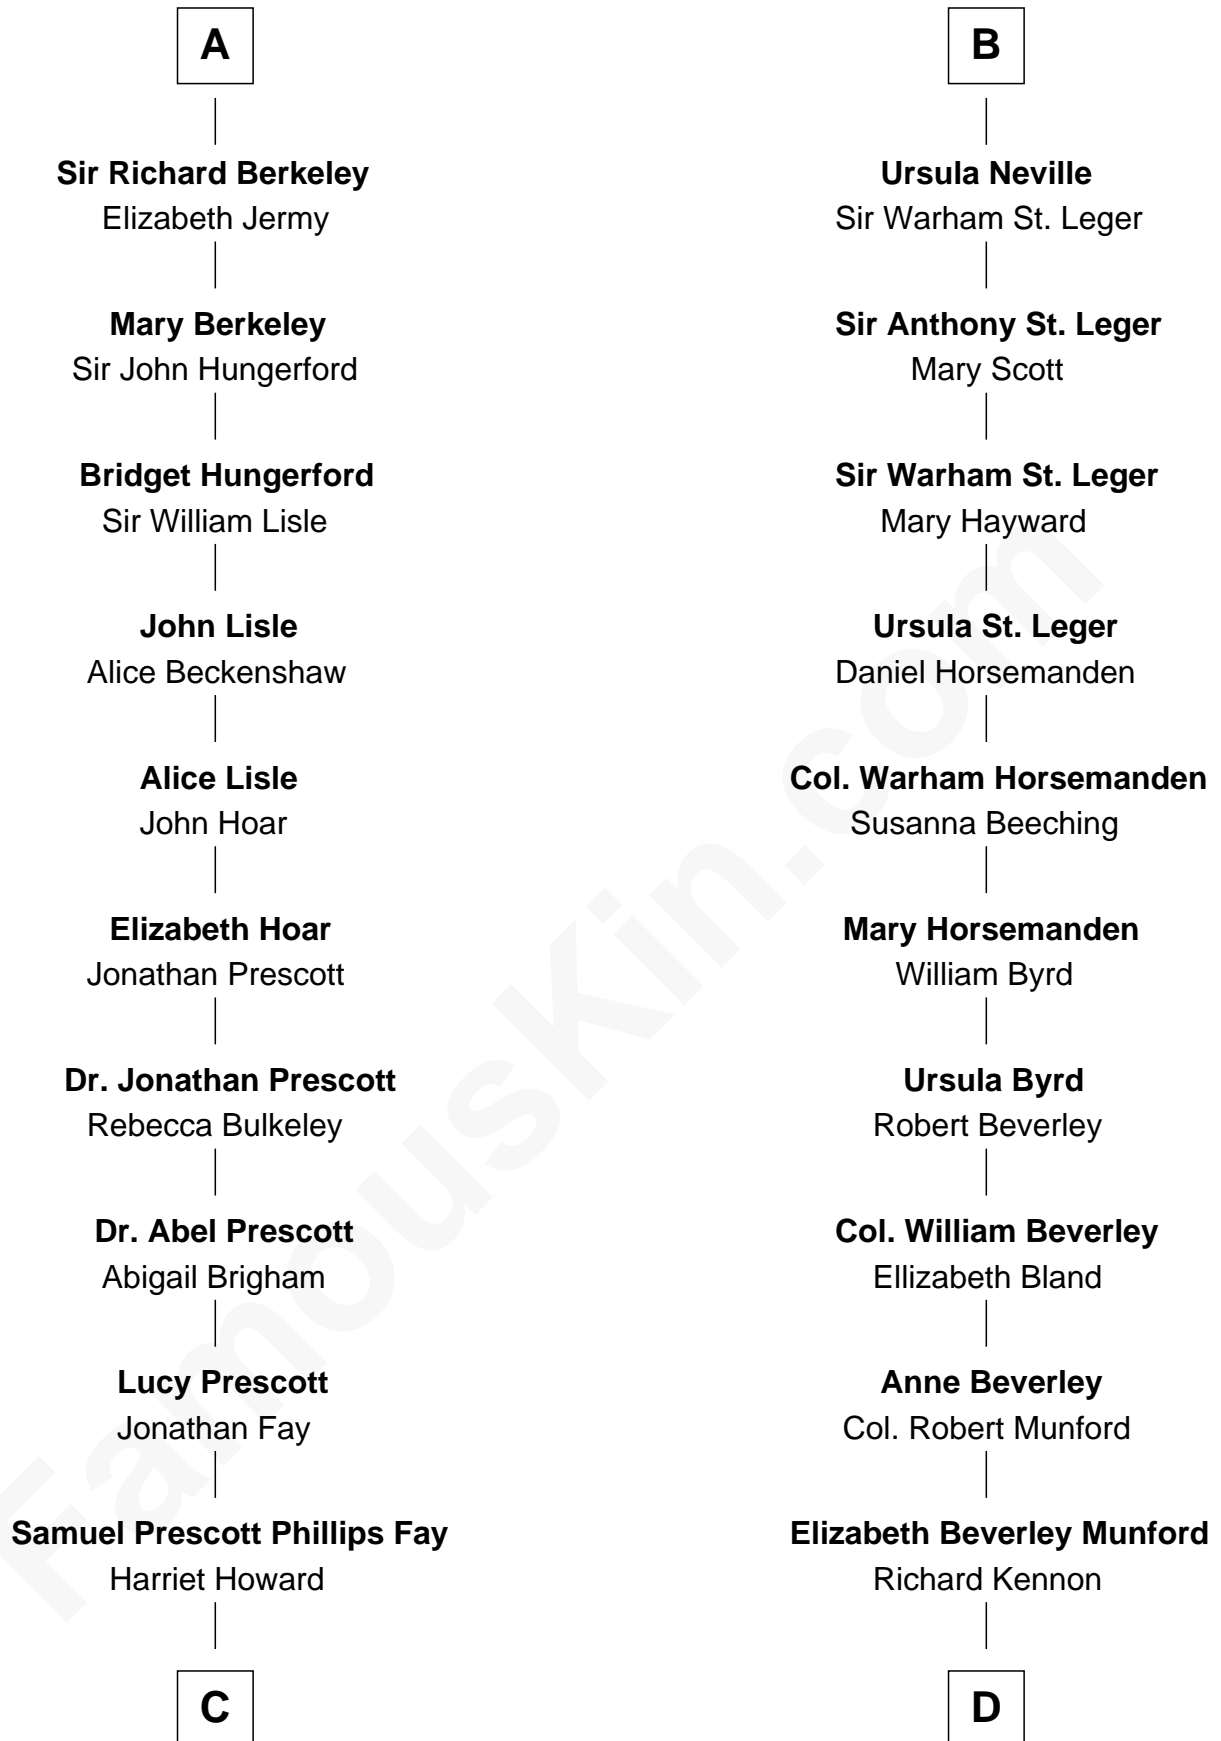 A
Sir Richard Berkeley
Elizabeth Jermy
Mary Berkeley
Sir John Hungerford
Bridget Hungerford
Sir William Lisle
John Lisle
Alice Beckenshaw
Alice Lisle
John Hoar
Elizabeth Hoar
Jonathan Prescott
Dr. Jonathan Prescott
Rebecca Bulkeley
Dr. Abel Prescott
Abigail Brigham
Lucy Prescott
Jonathan Fay
Samuel Prescott Phillips Fay
Harriet Howard
C
B
Ursula Neville
Sir Warham St. Leger
Sir Anthony St. Leger
Mary Scott
Sir Warham St. Leger
Mary Hayward
Ursula St. Leger
Daniel Horsemanden
Col. Warham Horsemanden
Susanna Beeching
Mary Horsemanden
William Byrd
Ursula Byrd
Robert Beverley
Col. William Beverley
Ellizabeth Bland
Anne Beverley
Col. Robert Munford
Elizabeth Beverley Munford
Richard Kennon
D
FamousKin.com